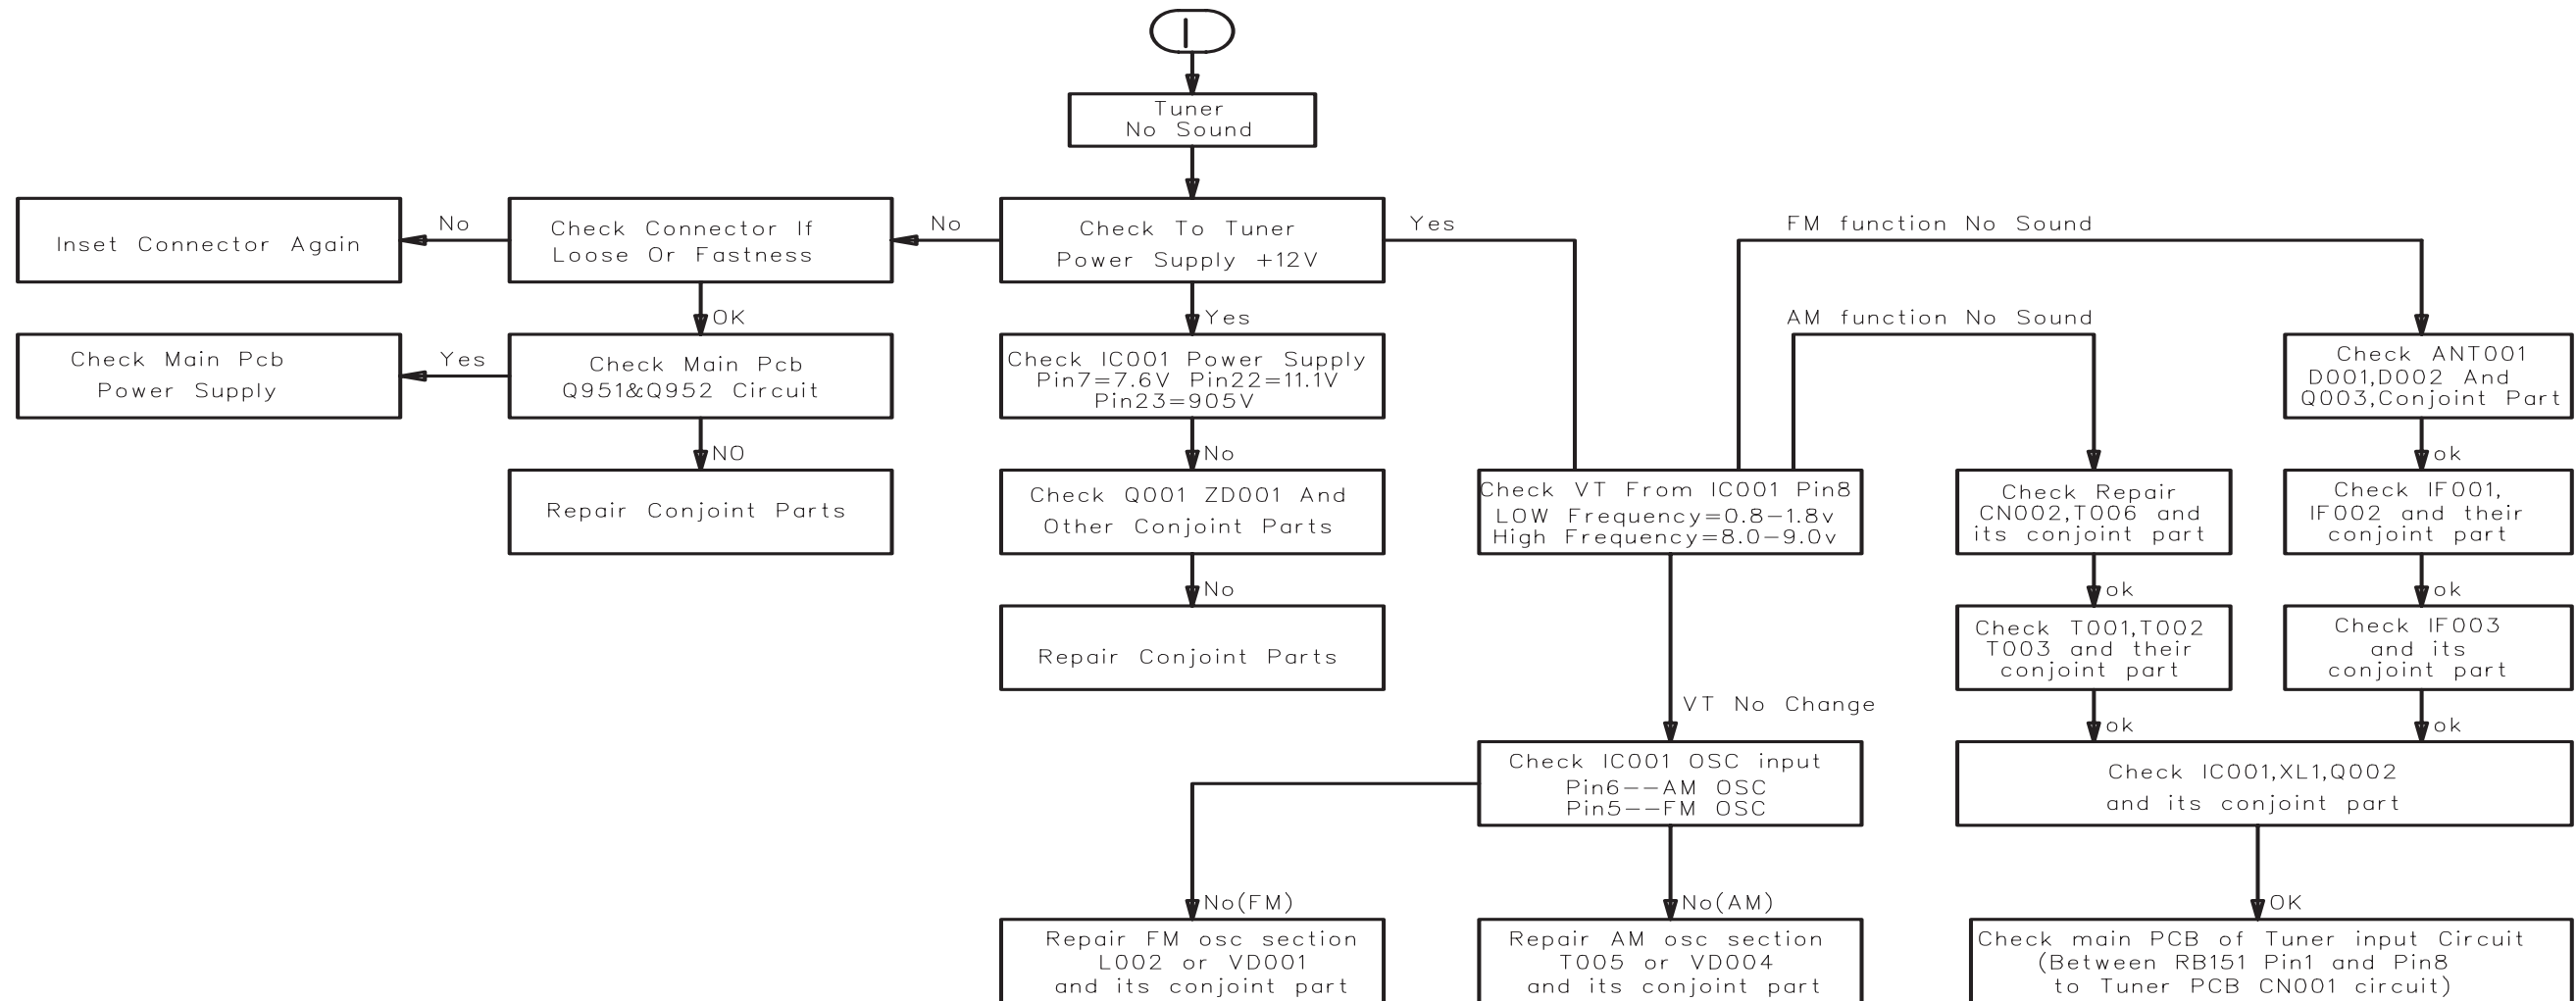 I
Tuner
No Sound
Inset Connector Again
No
Check Connector If
Loose Or Fastness
No
Check To Tuner
Power Supply +12V
Yes
FM function No Sound
OK
Yes
AM function No Sound
Check Main Pcb
Power Supply
Yes
Check Main Pcb
Q951&Q952 Circuit
Check IC001 Power Supply
Pin7=7.6V Pin22=11.1V
Pin23=905V
Check ANT001
D001,D002 And
Q003,Conjoint Part
NO
No
ok
Repair Conjoint Parts
Check Q001 ZD001 And
Other Conjoint Parts
Check VT From IC001 Pin8
LOW Frequency=0.8-1.8v
High Frequency=8.0-9.0v
Check Repair
CN002,T006 and
its conjoint part
Check IF001,
IF002 and their
conjoint part
No
ok
ok
Repair Conjoint Parts
Check T001,T002
T003 and their
conjoint part
Check IF003
and its
conjoint part
VT No Change
ok
ok
Check IC001 OSC input
Pin6--AM OSC
Pin5--FM OSC
Check IC001,XL1,Q002
and its conjoint part
No(FM)
No(AM)
OK
Repair FM osc section
L002 or VD001
and its conjoint part
Repair AM osc section
T005 or VD004
and its conjoint part
Check main PCB of Tuner input Circuit
(Between RB151 Pin1 and Pin8
to Tuner PCB CN001 circuit)